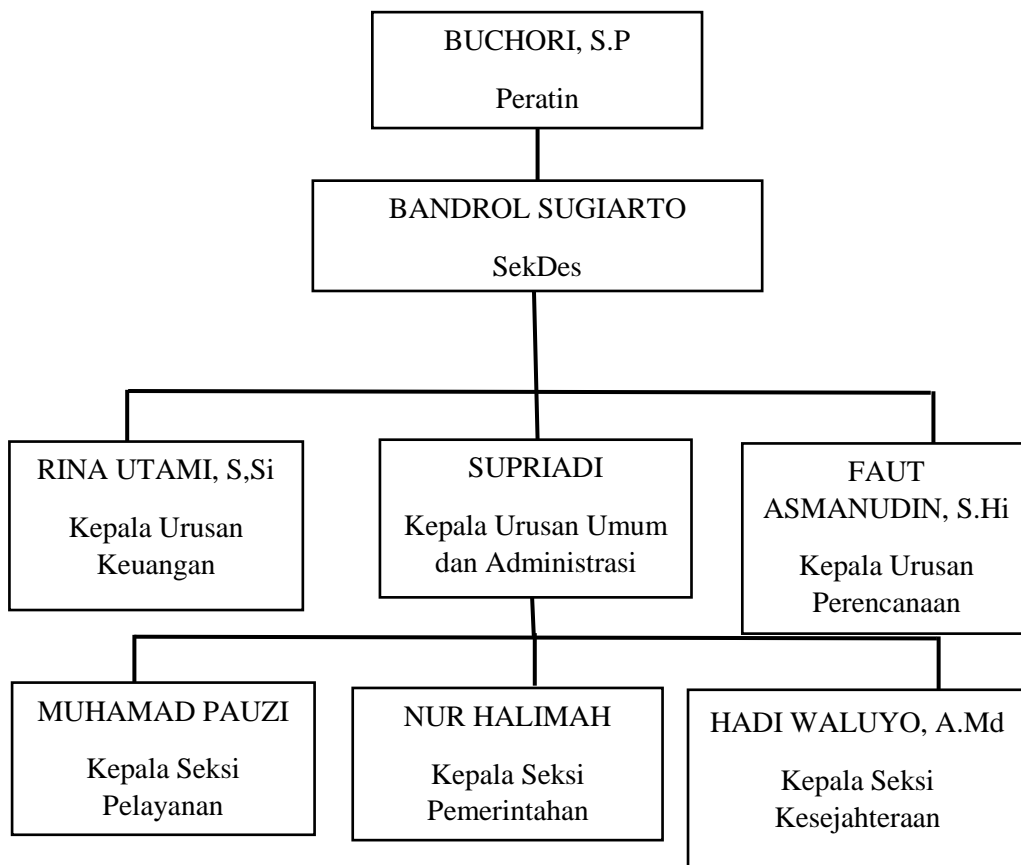 BUCHORI, S.P
Peratin
BANDROL SUGIARTO
SekDes
RINA UTAMI, S,Si
Kepala Urusan
Keuangan
SUPRIADI
Kepala Urusan Umum
dan Administrasi
FAUT
ASMANUDIN, S.Hi
Kepala Urusan
Perencanaan
MUHAMAD PAUZI
Kepala Seksi
Pelayanan
NUR HALIMAH
Kepala Seksi
Pemerintahan
HADI WALUYO, A.Md
Kepala Seksi
Kesejahteraan